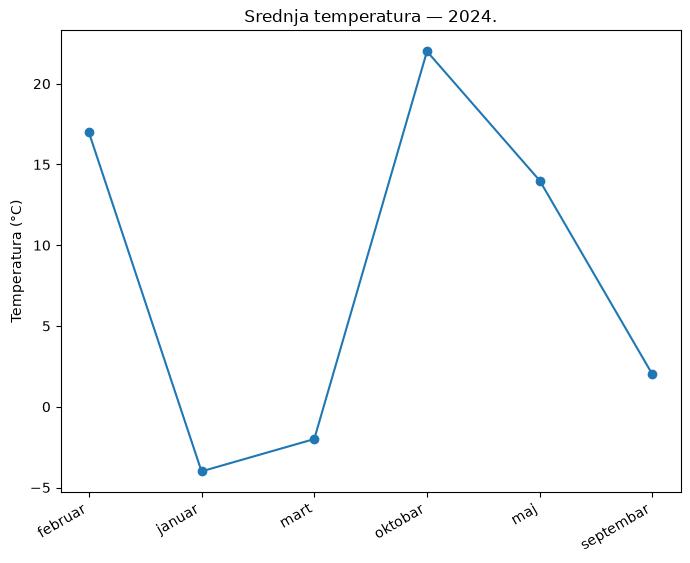 Srednja temperatura — 2024.
Temperatura (°C)
20
15
10
5
0
−5
februar
januar
mart
oktobar
maj
septembar